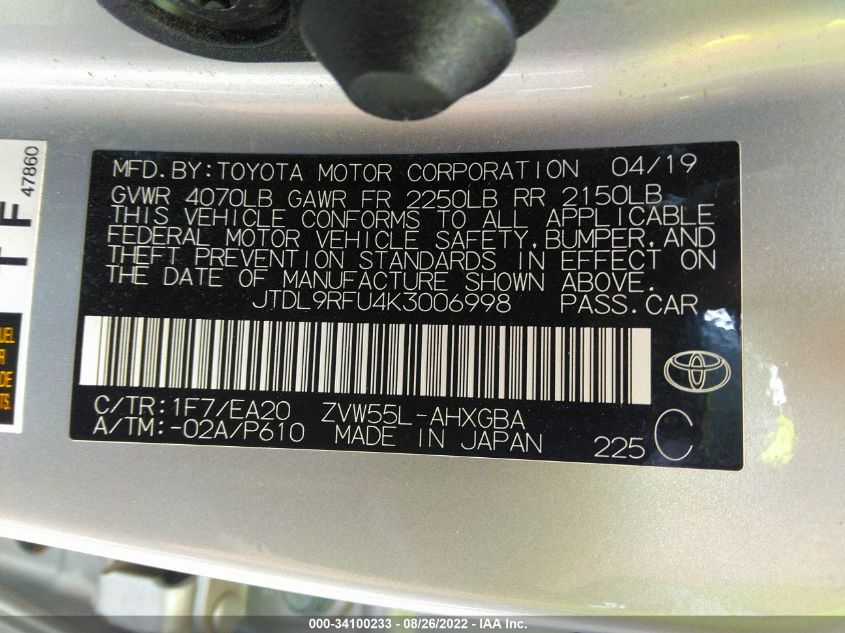 MFD.BY:TOYOTA MOTOR CORPORATION 04/19
GVWR 4070LB GAWR FR 2250LB RR 2150LB
THIS VEHICLE CONFORMS TO ALL APPLICABLE
FEDERAL MOTOR VEHICLE SAFETY,BUMPER,AND
THEFT PREVENTION STANDARDS IN EFFECT ON
THE DATE OF MANUFACTURE SHOWN ABOVE.
JTDL9RFU4K3006998 PASS.CAR
C/TR:1F7/EA20 ZVW55L-AHXGBA
A/TM:-02A/P610 MADE IN JAPAN 225 C
47860
000-34100233 - 08/26/2022 - IAA Inc.